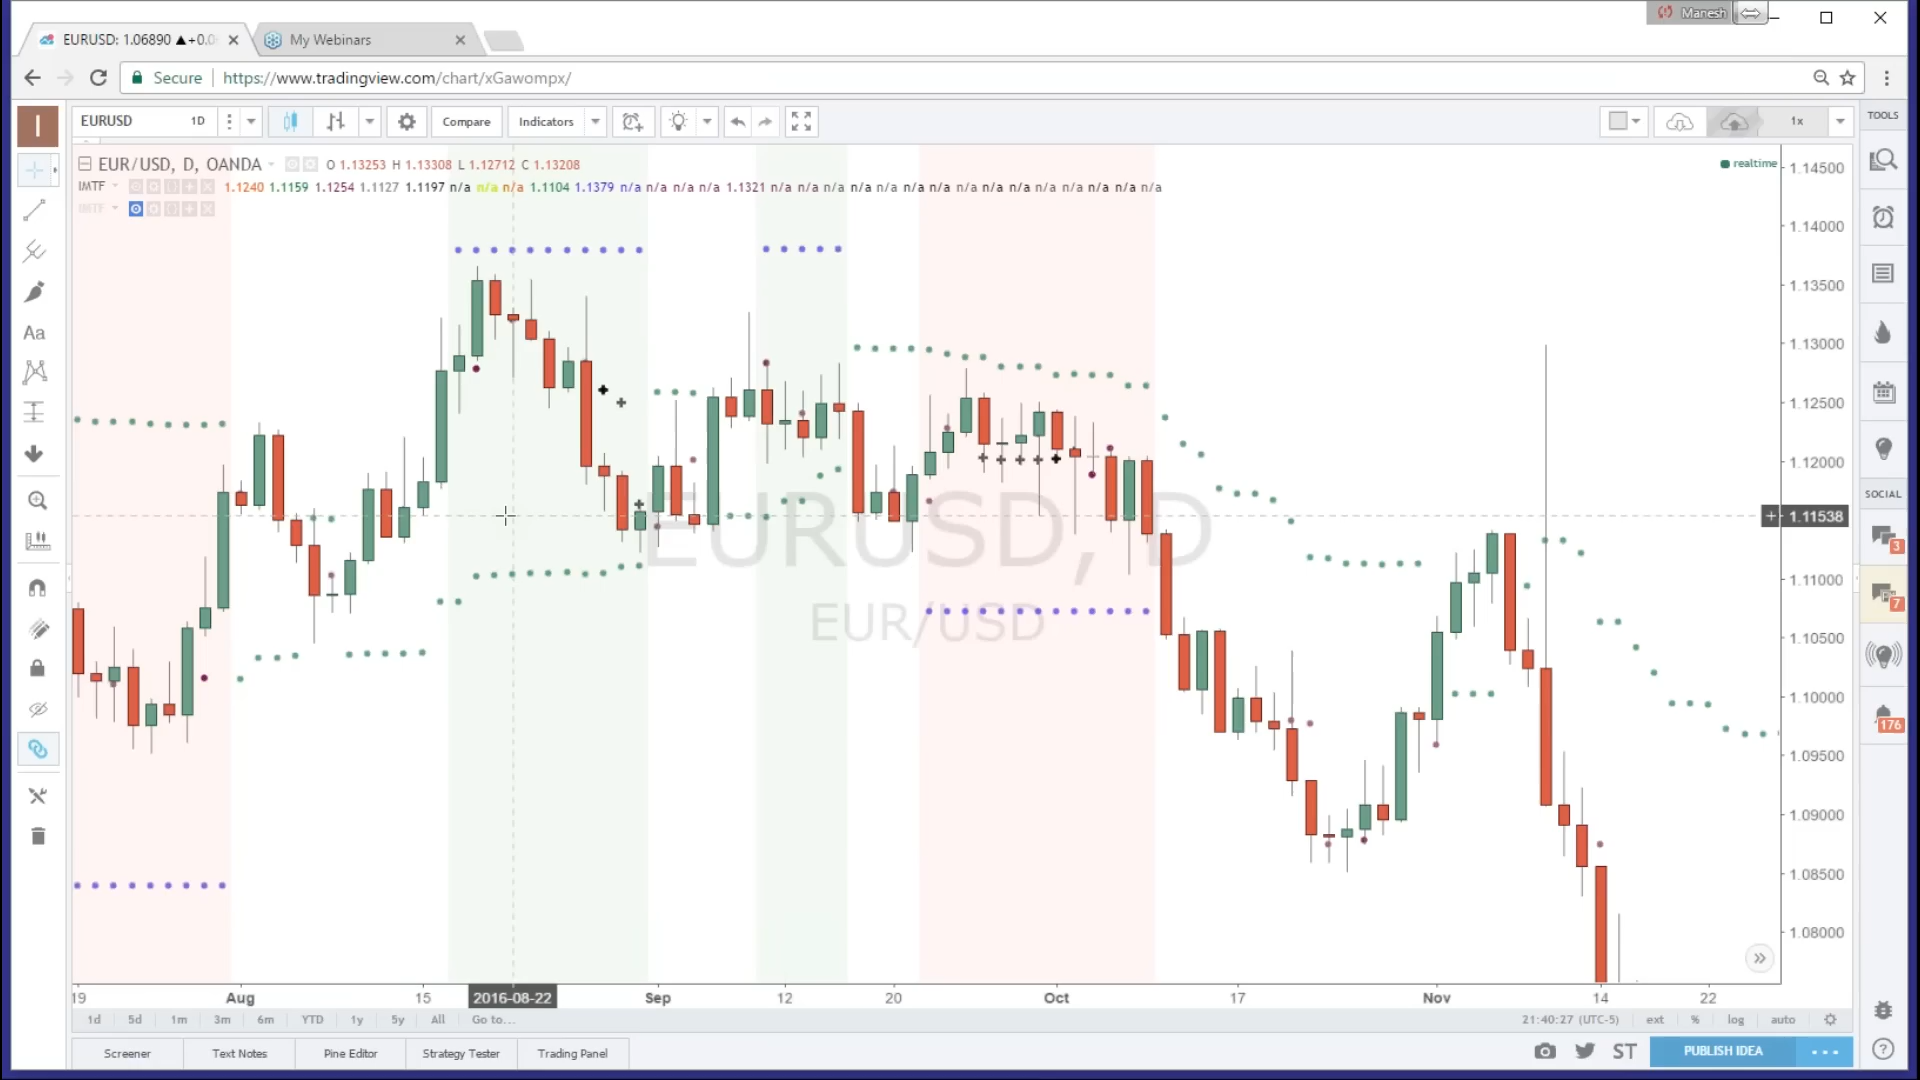 Manesh
EURUSD: 1.06890 ▲+0.0
My Webinars
Secure https://www.tradingview.com/chart/xGawompx/
EURUSD 1D Compare Indicators 1x TOOLS
EUR/USD, D, OANDA O 1.13253 H 1.13308 L 1.12712 C 1.13208 realtime
IMTF 1.1240 1.1159 1.1254 1.1127 1.1197 n/a n/a n/a 1.1104 1.1379 n/a n/a n/a n/a 1.1321 n/a n/a n/a n/a n/a n/a n/a n/a n/a n/a n/a n/a n/a n/a n/a
IMTF
Aa
EURUSD, D
EUR/USD
1.14500
1.14000
1.13500
1.13000
1.12500
1.12000
1.11538
1.11000
1.10500
1.10000
1.09500
1.09000
1.08500
1.08000
SOCIAL
3
7
176
19 Aug 15 2016-08-22 Sep 12 20 Oct 17 Nov 14 22
1d 5d 1m 3m 6m YTD 1y 5y All Go to... 21:40:27 (UTC-5) ext % log auto
Screener Text Notes Pine Editor Strategy Tester Trading Panel ST PUBLISH IDEA